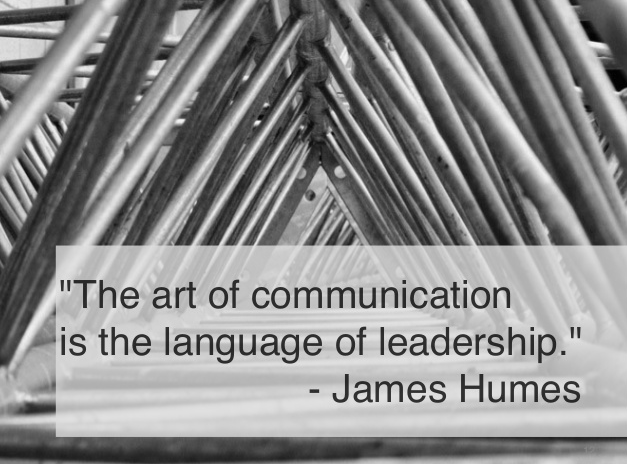 "The art of communication
is the language of leadership."
- James Humes